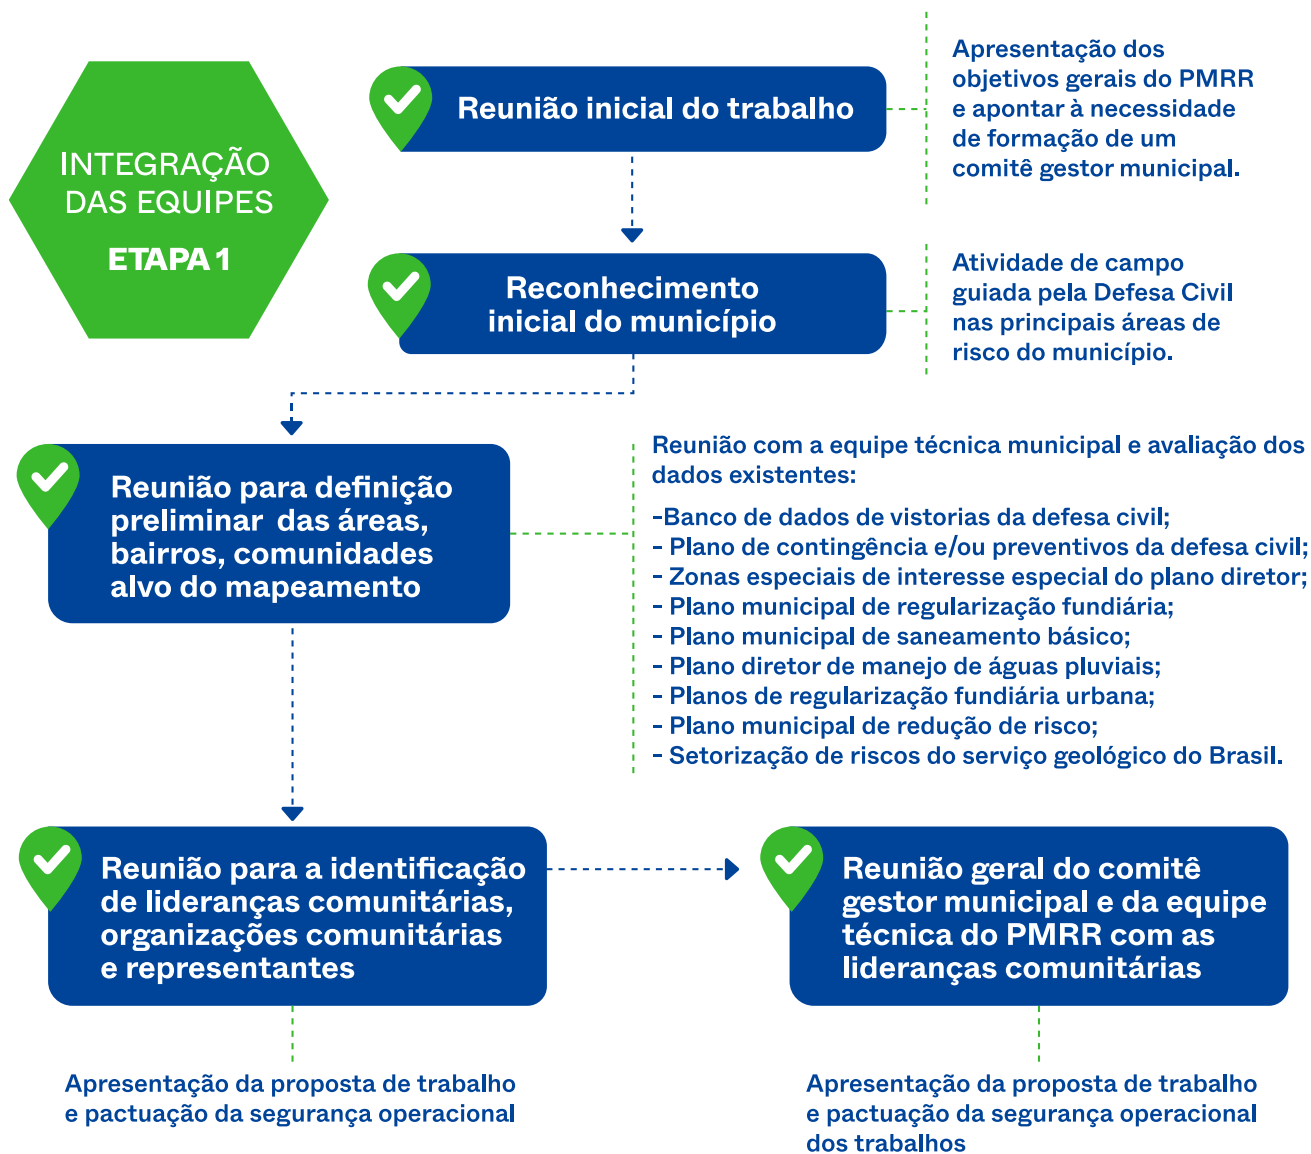 INTEGRAÇÃO
DAS EQUIPES
ETAPA 1
Reunião inicial do trabalho
Apresentação dos
objetivos gerais do PMRR
e apontar à necessidade
de formação de um
comitê gestor municipal.
Reconhecimento
inicial do município
Atividade de campo
guiada pela Defesa Civil
nas principais áreas de
risco do município.
Reunião para definição
preliminar das áreas,
bairros, comunidades
alvo do mapeamento
Reunião com a equipe técnica municipal e avaliação dos
dados existentes:
-Banco de dados de vistorias da defesa civil;
- Plano de contingência e/ou preventivos da defesa civil;
- Zonas especiais de interesse especial do plano diretor;
- Plano municipal de regularização fundiária;
- Plano municipal de saneamento básico;
- Plano diretor de manejo de águas pluviais;
- Planos de regularização fundiária urbana;
- Plano municipal de redução de risco;
- Setorização de riscos do serviço geológico do Brasil.
Reunião para a identificação
de lideranças comunitárias,
organizações comunitárias
e representantes
Apresentação da proposta de trabalho
e pactuação da segurança operacional
Reunião geral do comitê
gestor municipal e da equipe
técnica do PMRR com as
lideranças comunitárias
Apresentação da proposta de trabalho
e pactuação da segurança operacional
dos trabalhos